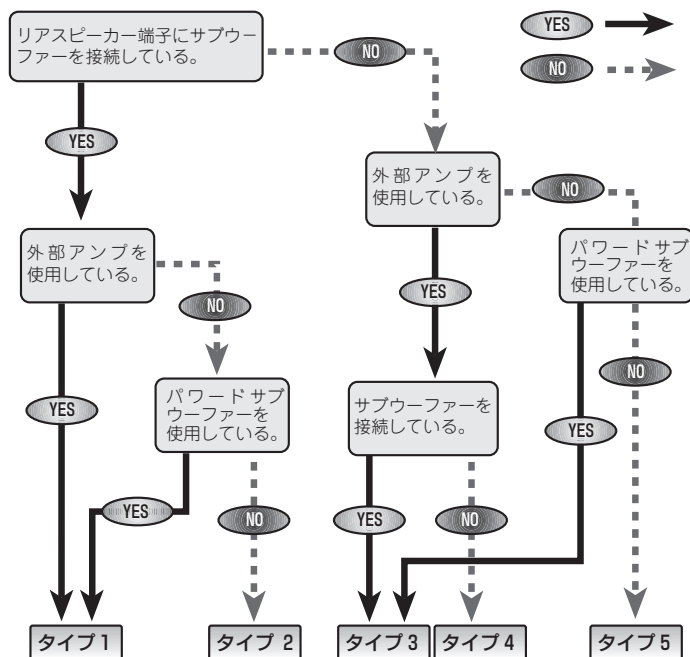 リアスピーカー端子にサブウー
ファーを接続している。
YES
NO
NO
YES
外部アンプを
使用している。
NO
外部アンプを
使用している。
パワードサブ
ウーファーを
使用している。
NO
YES
NO
YES
パワードサブ
ウーファーを
使用している。
サブウーファーを
接続している。
YES
YES
NO
YES
NO
タイプ1
タイプ2
タイプ3
タイプ4
タイプ5